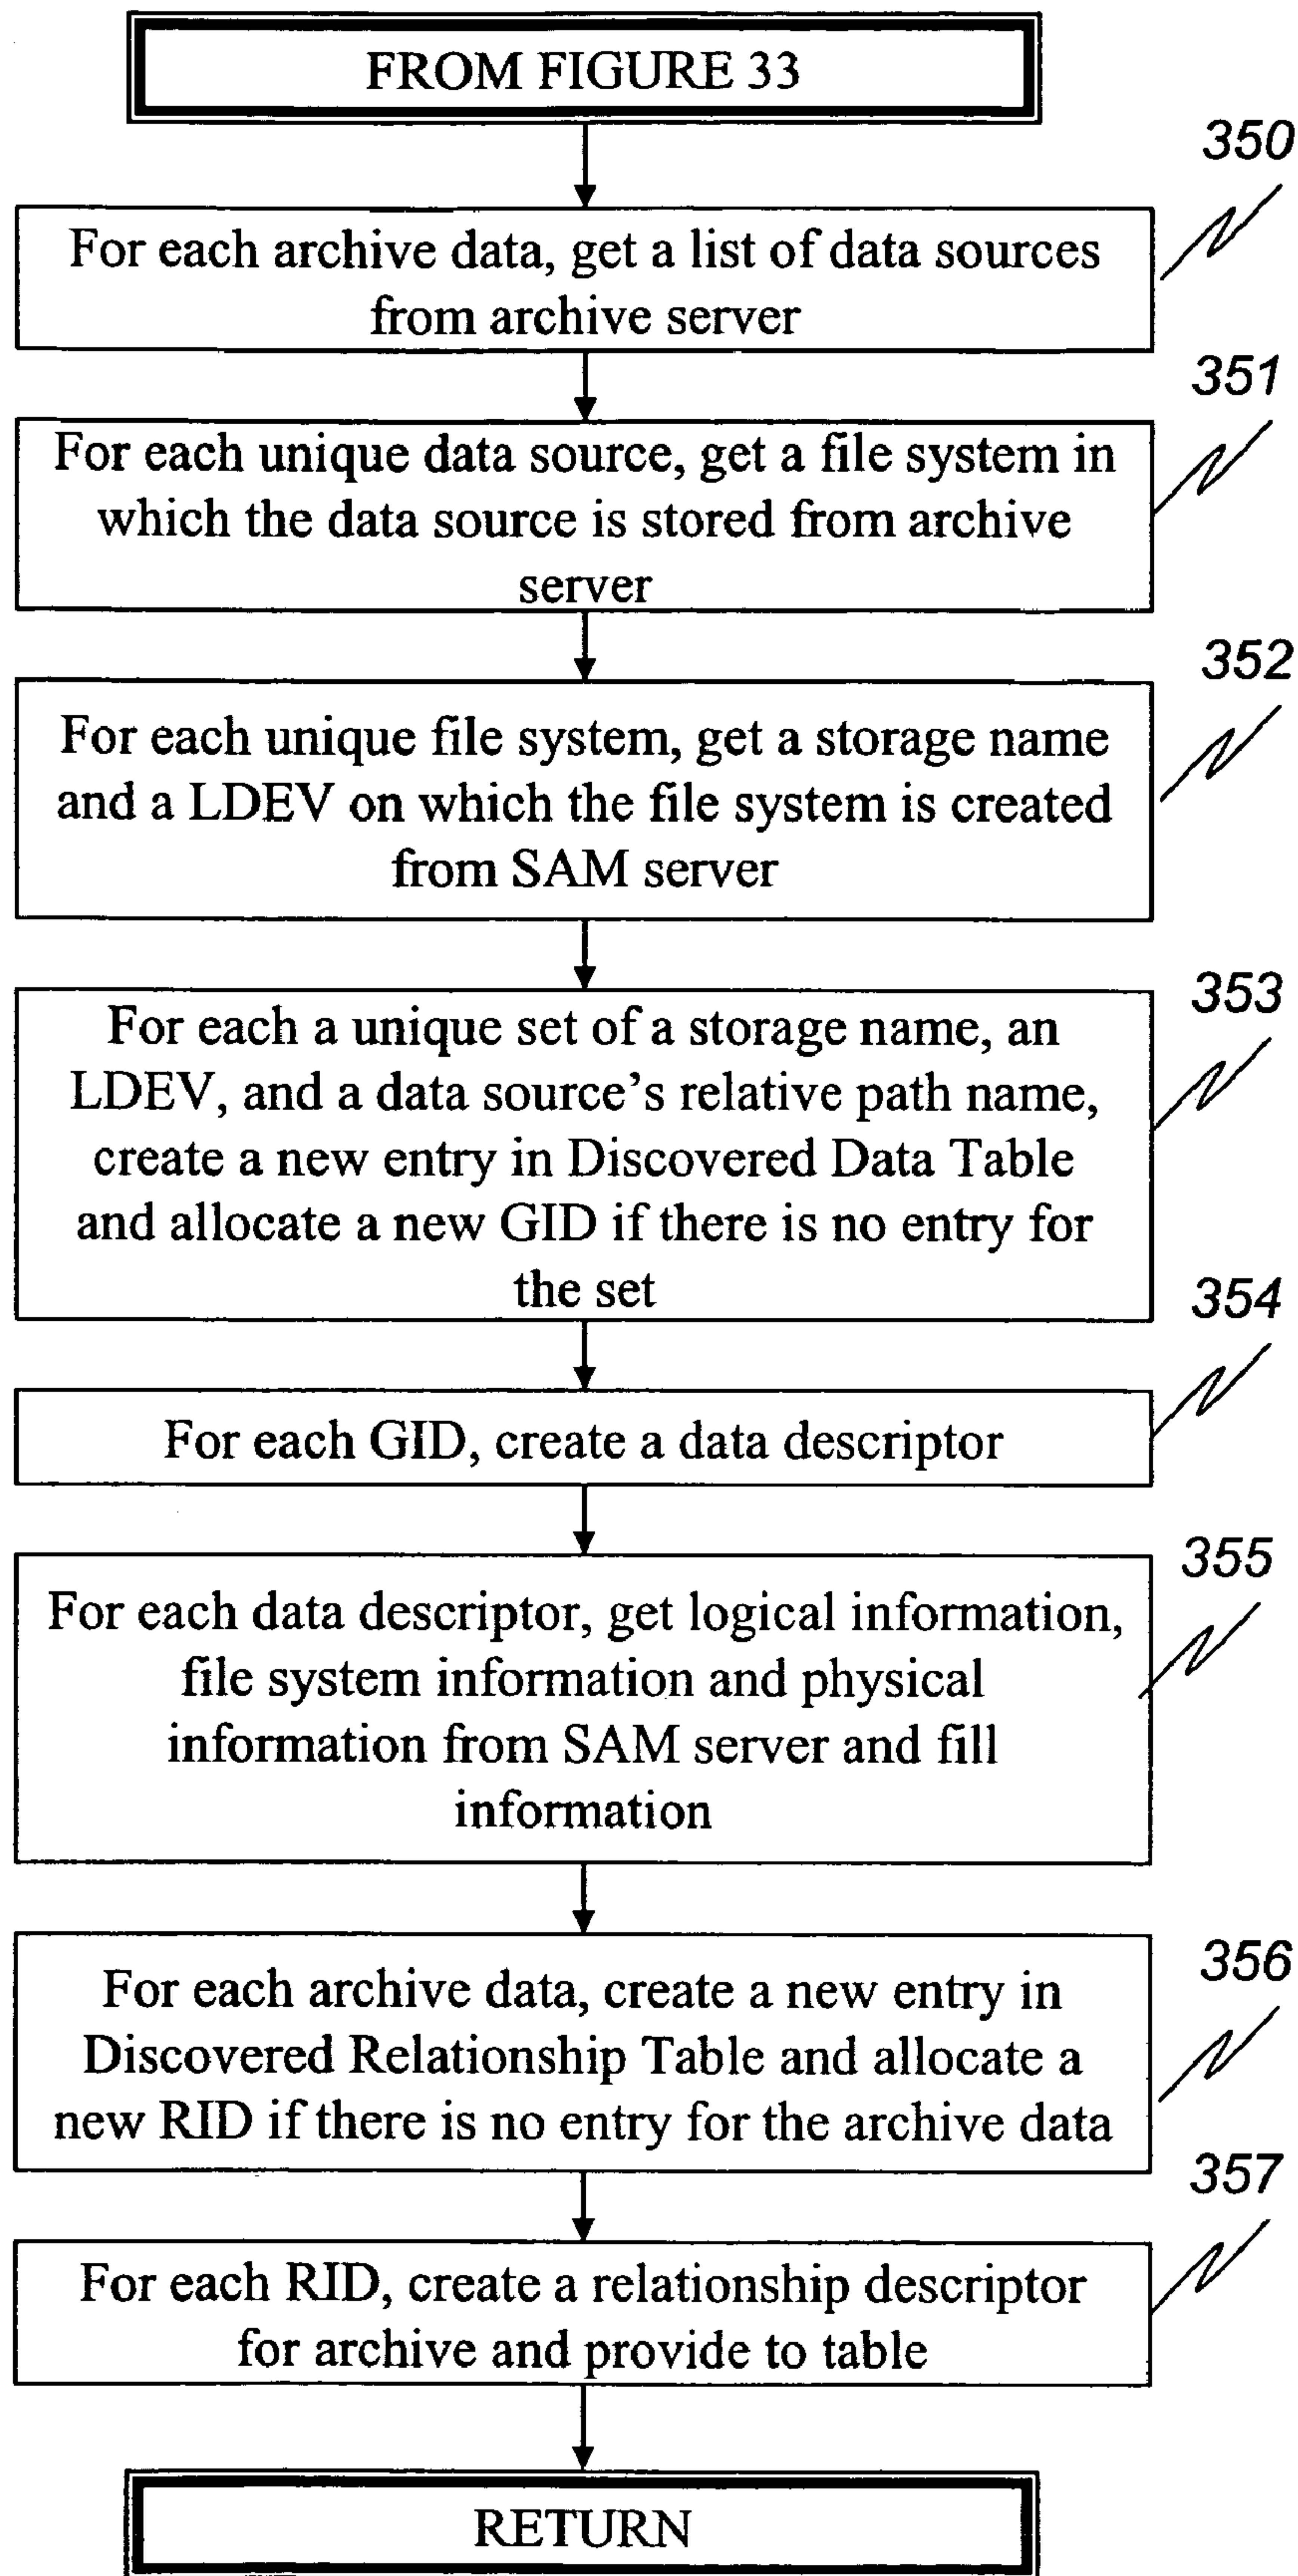 FROM FIGURE 33
350
For each archive data, get a list of data sources
from archive server
351
For each unique data source, get a file system in
which the data source is stored from archive
server
352
For each unique file system, get a storage name
and a LDEV on which the file system is created
from SAM server
353
For each a unique set of a storage name, an
LDEV, and a data source's relative path name,
create a new entry in Discovered Data Table
and allocate a new GID if there is no entry for
the set
354
For each GID, create a data descriptor
355
For each data descriptor, get logical information,
file system information and physical
information from SAM server and fill
information
356
For each archive data, create a new entry in
Discovered Relationship Table and allocate a
new RID if there is no entry for the archive data
357
For each RID, create a relationship descriptor
for archive and provide to table
RETURN